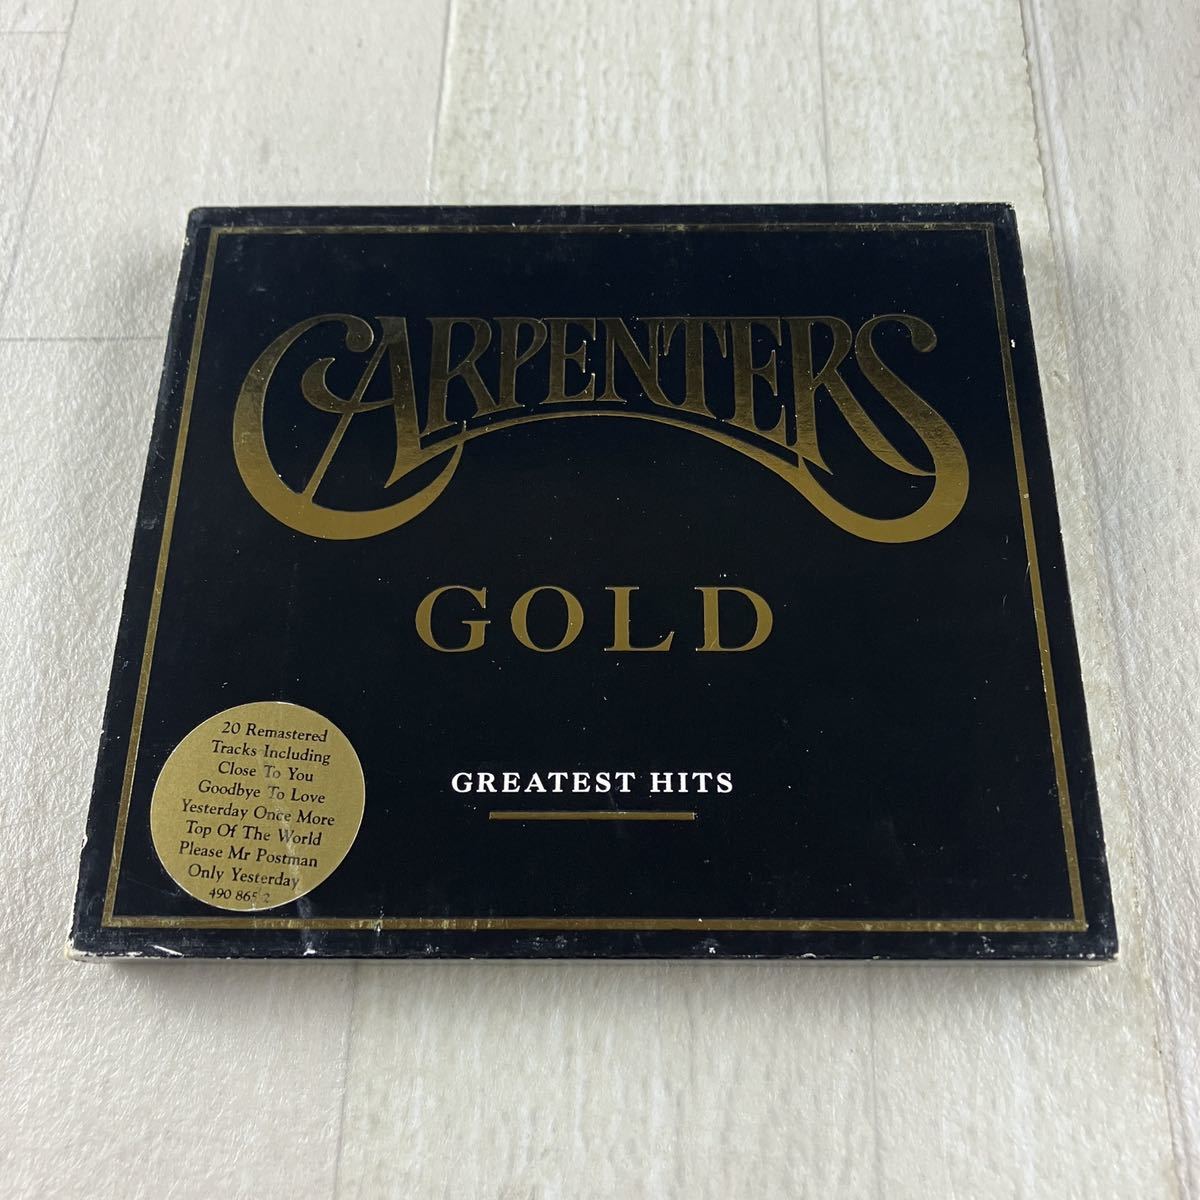 CARPENTERS
GOLD
GREATEST HITS
20 Remastered
Tracks Including
Close To You
Goodbye To Love
Yesterday Once More
Top Of The World
Please Mr Postman
Only Yesterday
490 865 2